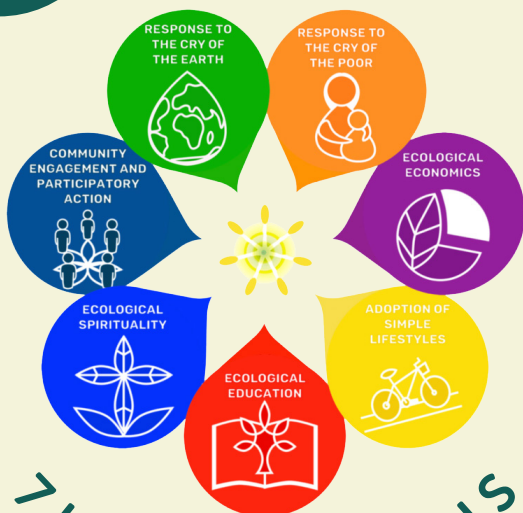 RESPONSE TO
THE CRY OF
THE EARTH
RESPONSE TO
THE CRY OF
THE POOR
COMMUNITY
ENGAGEMENT AND
PARTICIPATORY
ACTION
ECOLOGICAL
ECONOMICS
ECOLOGICAL
SPIRITUALITY
ADOPTION OF
SIMPLE
LIFESTYLES
ECOLOGICAL
EDUCATION
7
S